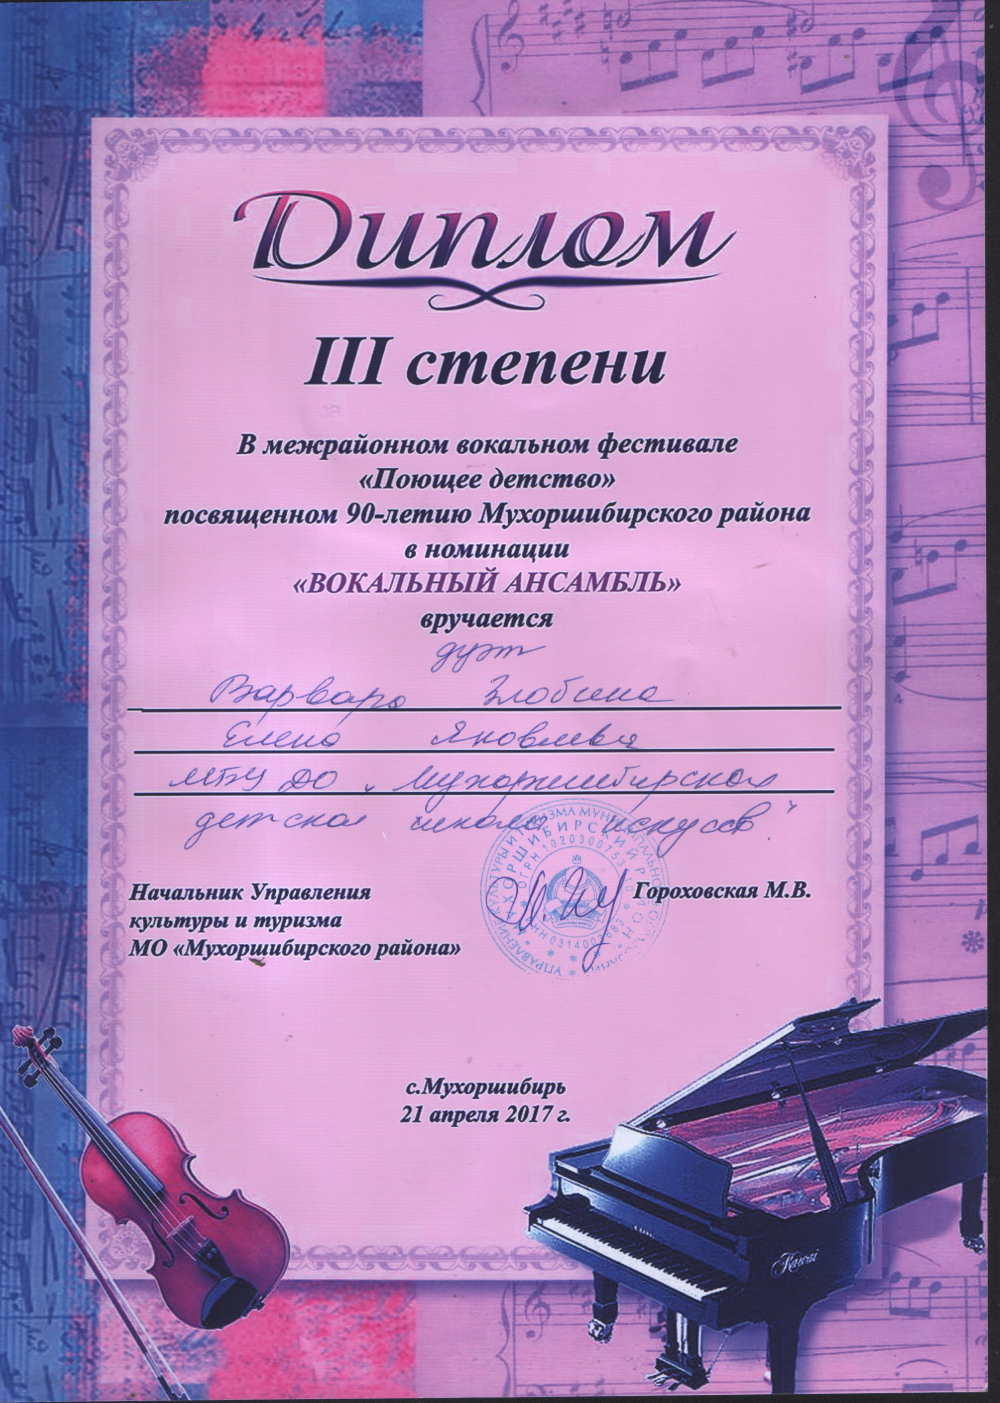 Диплом
III степени
В межрайонном вокальном фестивале
«Поющее детство»
посвященном 90-летию Мухоршибирского района
в номинации
«ВОКАЛЬНЫЙ АНСАМБЛЬ»
вручается
дуэт
Варвара Злобина
Елена Яковлева
МБУ ДО „Мухоршибирская
детская школа искусств"
Начальник Управления
культуры и туризма
МО «Мухоршибирского района»
Гороховская М.В.
с.Мухоршибирь
21 апреля 2017 г.
Kawai